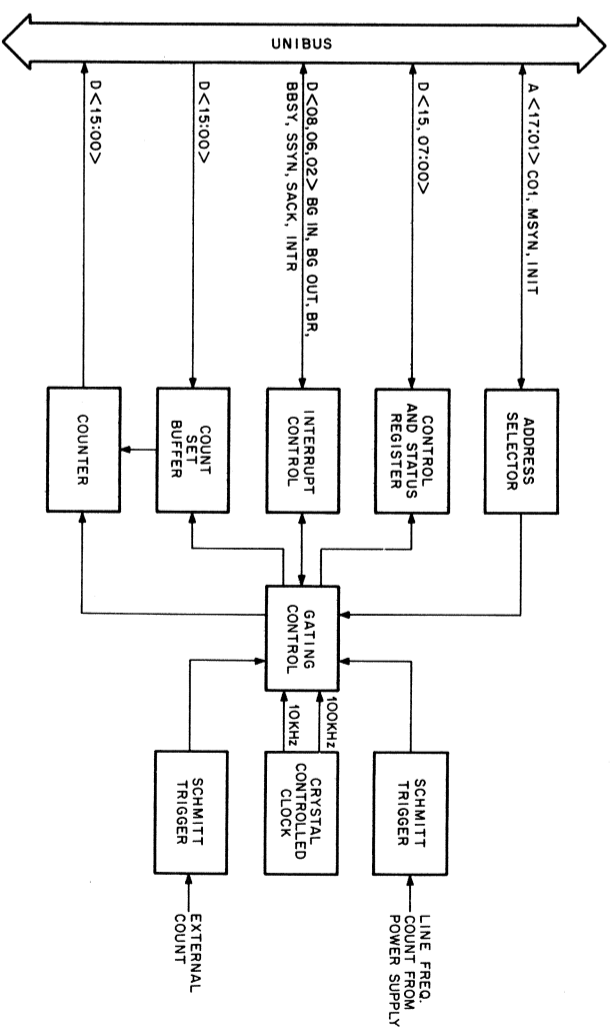 UNIBUS
A <17:01> C01, MSYN, INIT
D <15, 07:00>
D<08,06,02> BG IN, BG OUT, BR,
BBSY, SSYN, SACK, INTR
D <15:00>
D <15:00>
ADDRESS
SELECTOR
CONTROL
AND STATUS
REGISTER
INTERRUPT
CONTROL
COUNT
SET
BUFFER
COUNTER
GATING
CONTROL
100KHz
10KHz
SCHMITT
TRIGGER
CRYSTAL
CONTROLLED
CLOCK
SCHMITT
TRIGGER
LINE FREQ.
COUNT FROM
POWER SUPPLY
EXTERNAL
COUNT